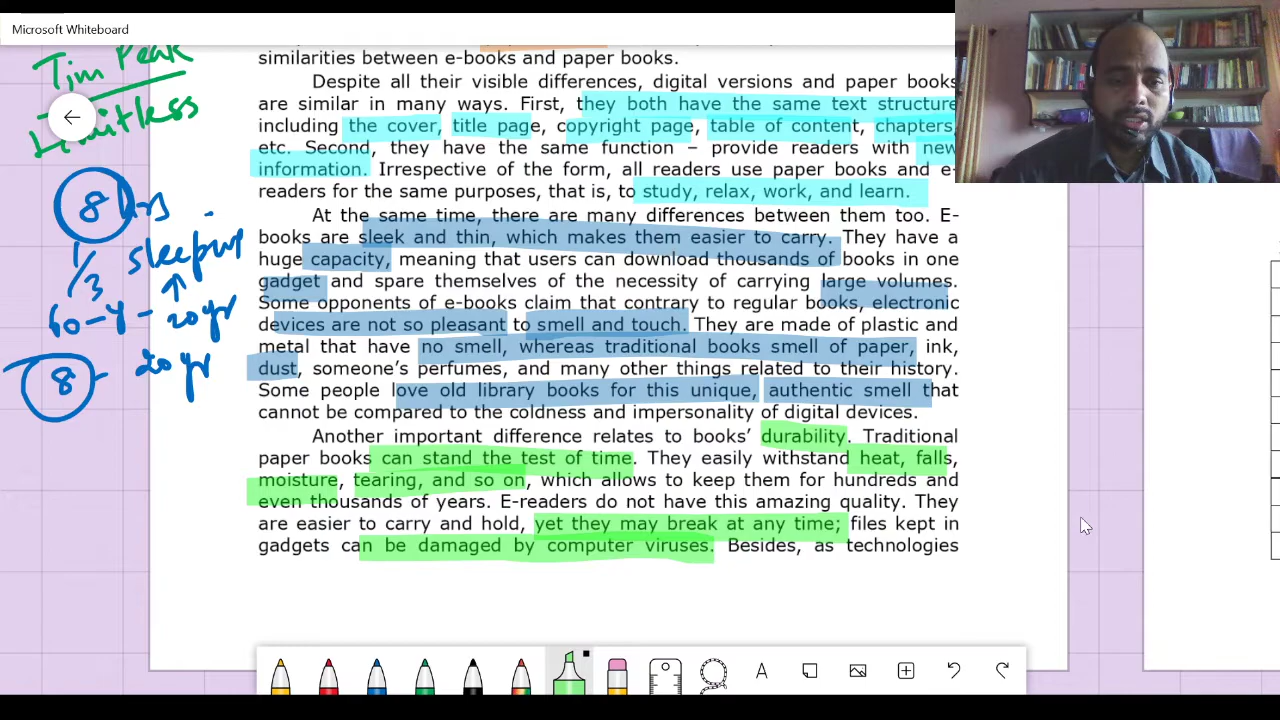 Microsoft Whiteboard
Tim Peak
Limitless
8 hrs
1/3 sleeping
60-y-20yr
8 - 20 yr
similarities between e-books and paper books.
Despite all their visible differences, digital versions and paper books
are similar in many ways. First, they both have the same text structure
including the cover, title page, copyright page, table of content, chapters,
etc. Second, they have the same function – provide readers with new
information. Irrespective of the form, all readers use paper books and e-
readers for the same purposes, that is, to study, relax, work, and learn.
At the same time, there are many differences between them too. E-
books are sleek and thin, which makes them easier to carry. They have a
huge capacity, meaning that users can download thousands of books in one
gadget and spare themselves of the necessity of carrying large volumes.
Some opponents of e-books claim that contrary to regular books, electronic
devices are not so pleasant to smell and touch. They are made of plastic and
metal that have no smell, whereas traditional books smell of paper, ink,
dust, someone's perfumes, and many other things related to their history.
Some people love old library books for this unique, authentic smell that
cannot be compared to the coldness and impersonality of digital devices.
Another important difference relates to books' durability. Traditional
paper books can stand the test of time. They easily withstand heat, falls,
moisture, tearing, and so on, which allows to keep them for hundreds and
even thousands of years. E-readers do not have this amazing quality. They
are easier to carry and hold, yet they may break at any time; files kept in
gadgets can be damaged by computer viruses. Besides, as technologies
A